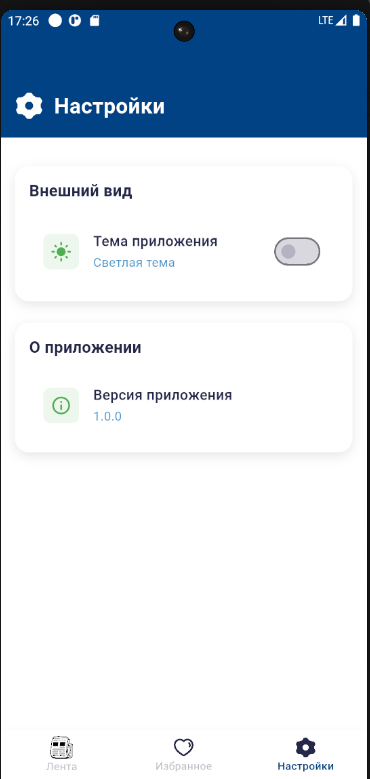 17:26 LTE
Настройки
Внешний вид
Тема приложения
Светлая тема
О приложении
Версия приложения
1.0.0
Лента Избранное Настройки